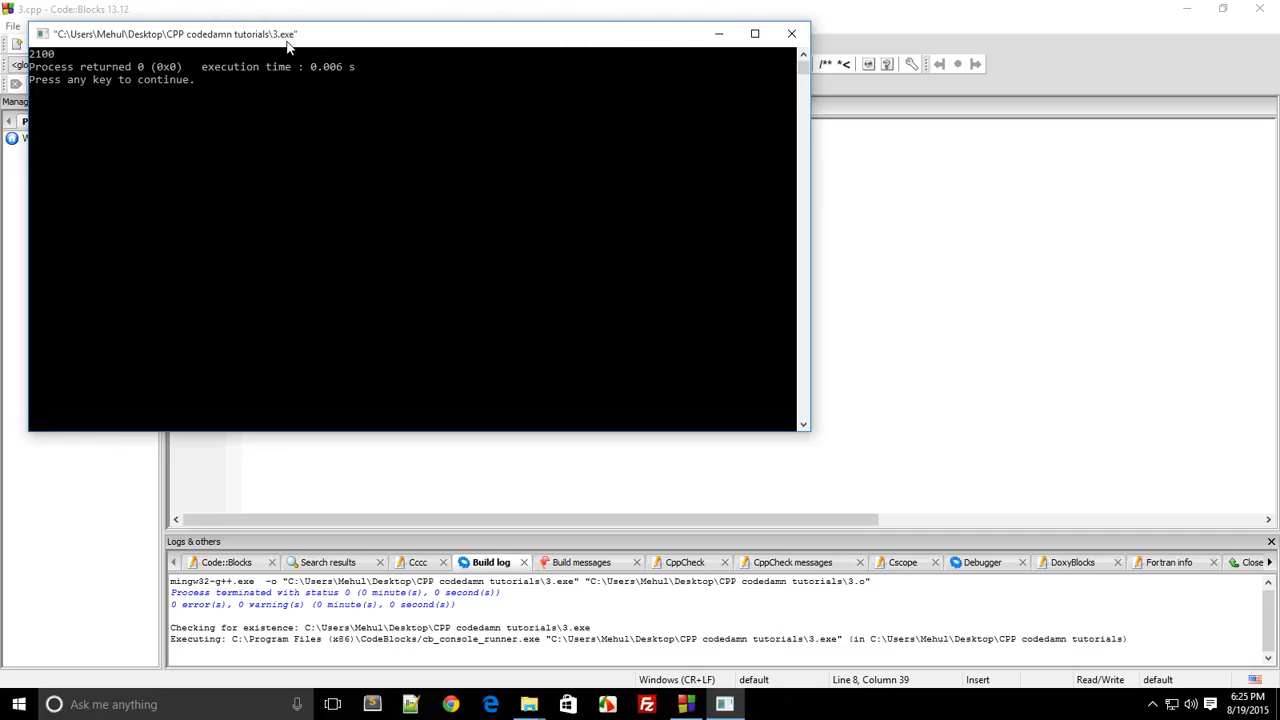 3.cpp - Code::Blocks 13.12
File
"C:\Users\Mehul\Desktop\CPP codedamn tutorials\3.exe"
2100
Process returned 0 (0x0)   execution time : 0.006 s
Press any key to continue.
<glo
/** *<
Manag
P
W
Logs & others
Code::Blocks
Search results
Cccc
Build log
Build messages
CppCheck
CppCheck messages
Cscope
Debugger
DoxyBlocks
Fortran info
Close
mingw32-g++.exe  -o "C:\Users\Mehul\Desktop\CPP codedamn tutorials\3.exe" "C:\Users\Mehul\Desktop\CPP codedamn tutorials\3.o"
Process terminated with status 0 (0 minute(s), 0 second(s))
0 error(s), 0 warning(s) (0 minute(s), 0 second(s))
Checking for existence: C:\Users\Mehul\Desktop\CPP codedamn tutorials\3.exe
Executing: C:\Program Files (x86)\CodeBlocks/cb_console_runner.exe "C:\Users\Mehul\Desktop\CPP codedamn tutorials\3.exe" (in C:\Users\Mehul\Desktop\CPP codedamn tutorials)
Windows (CR+LF)
default
Line 8, Column 39
Insert
Read/Write
default
Ask me anything
6:25 PM
8/19/2015